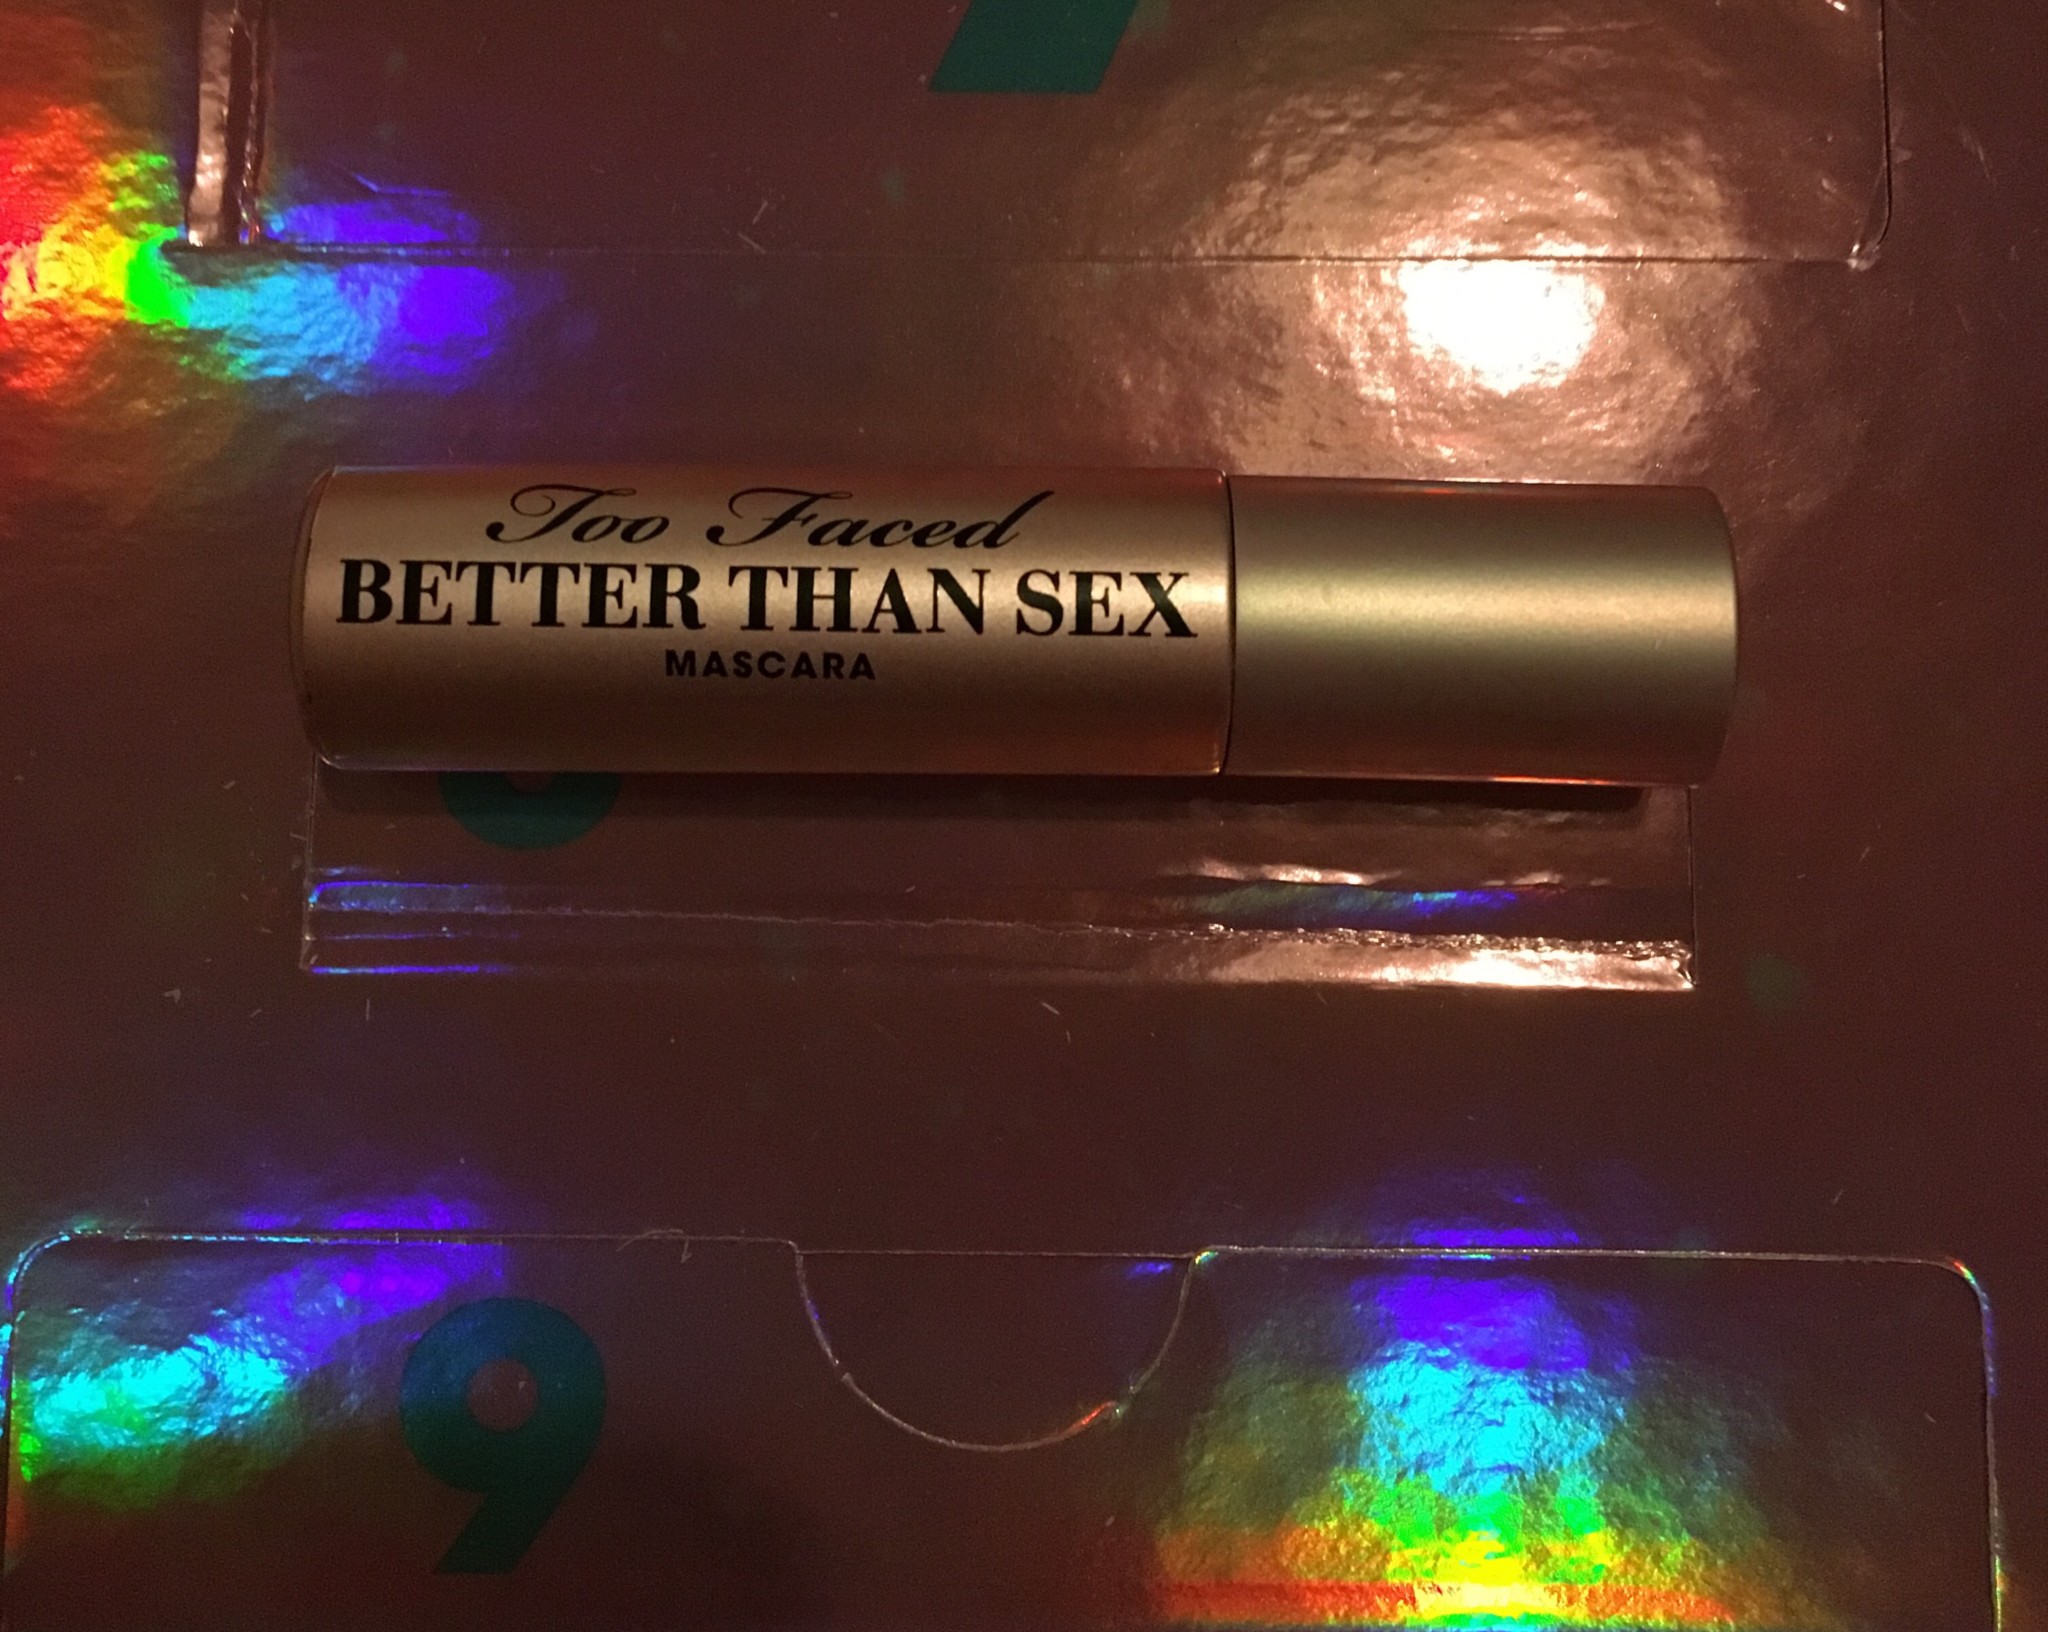 Too Faced
BETTER THAN SEX
MASCARA
9